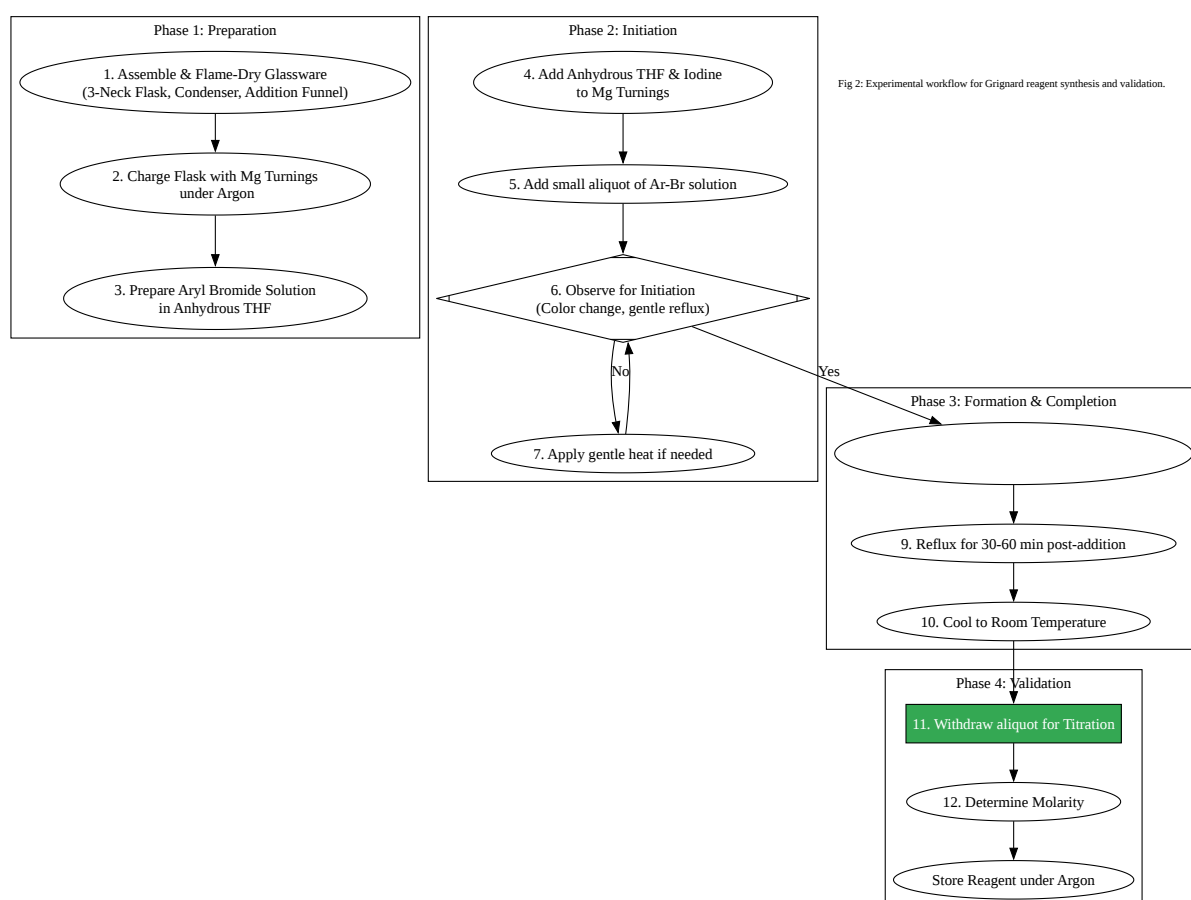 Phase 1: Preparation
1. Assemble & Flame-Dry Glassware
(3-Neck Flask, Condenser, Addition Funnel)
2. Charge Flask with Mg Turnings
under Argon
3. Prepare Aryl Bromide Solution
in Anhydrous THF
Phase 2: Initiation
4. Add Anhydrous THF & Iodine
to Mg Turnings
5. Add small aliquot of Ar-Br solution
6. Observe for Initiation
(Color change, gentle reflux)
No
Yes
7. Apply gentle heat if needed
Fig 2: Experimental workflow for Grignard reagent synthesis and validation.
Phase 3: Formation & Completion
9. Reflux for 30-60 min post-addition
10. Cool to Room Temperature
Phase 4: Validation
11. Withdraw aliquot for Titration
12. Determine Molarity
Store Reagent under Argon